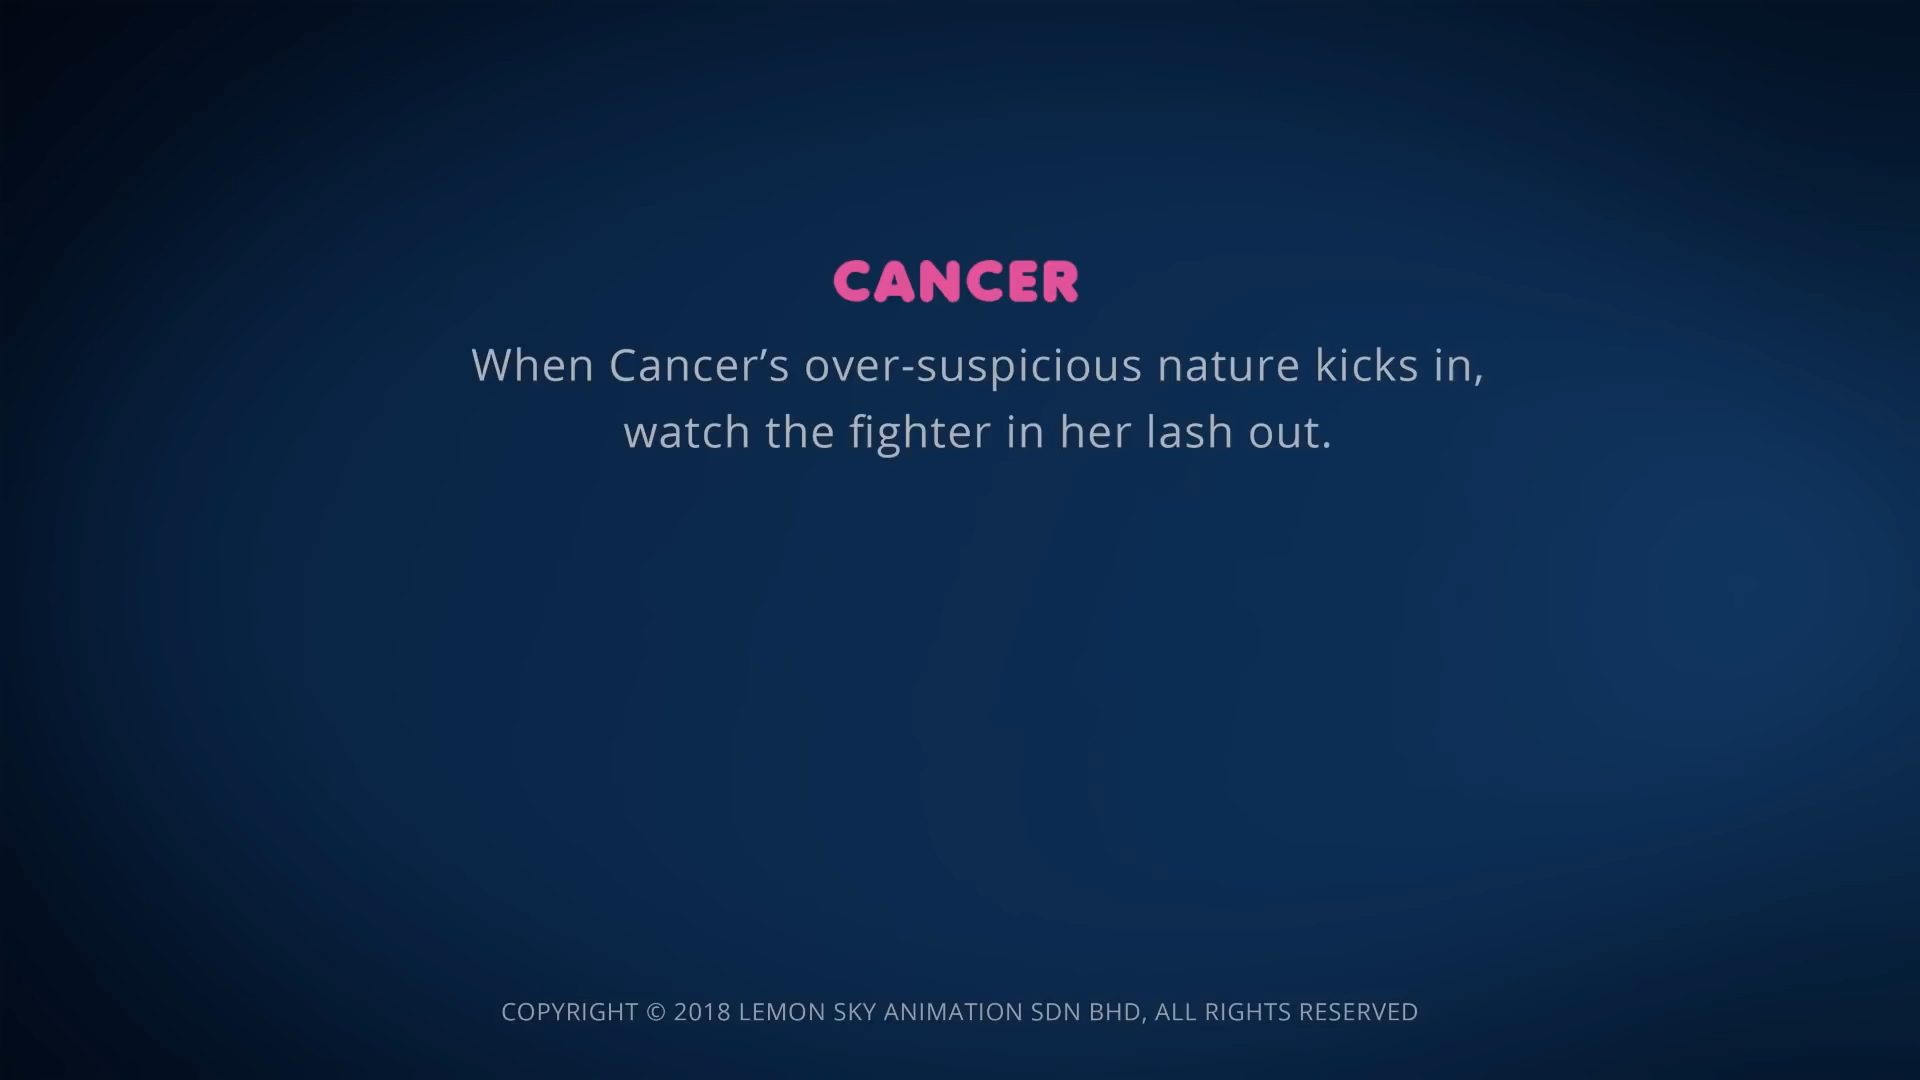 CANCER
When Cancer’s over-suspicious nature kicks in,
watch the fighter in her lash out.
COPYRIGHT © 2018 LEMON SKY ANIMATION SDN BHD, ALL RIGHTS RESERVED